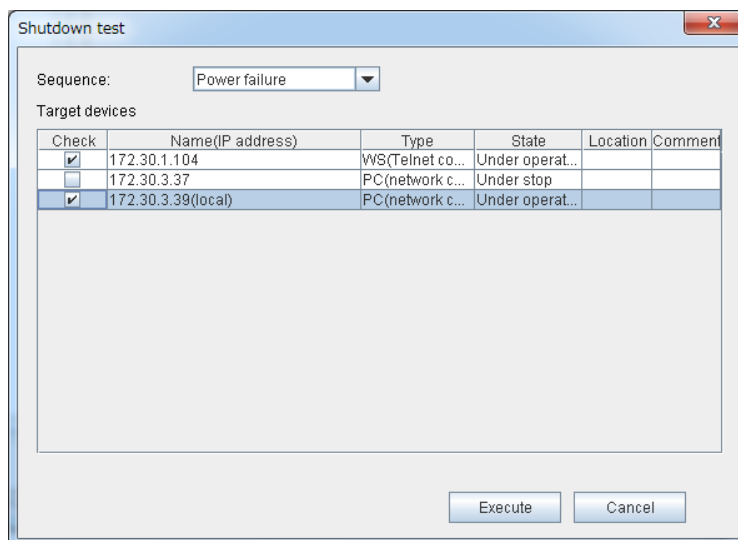 Shutdown test
Sequence: Power failure
Target devices
Check Name(IP address) Type State Location Comment
172.30.1.104 WS(Telnet co... Under operat...
172.30.3.37 PC(network c... Under stop
172.30.3.39(local) PC(network c... Under operat...
Execute Cancel